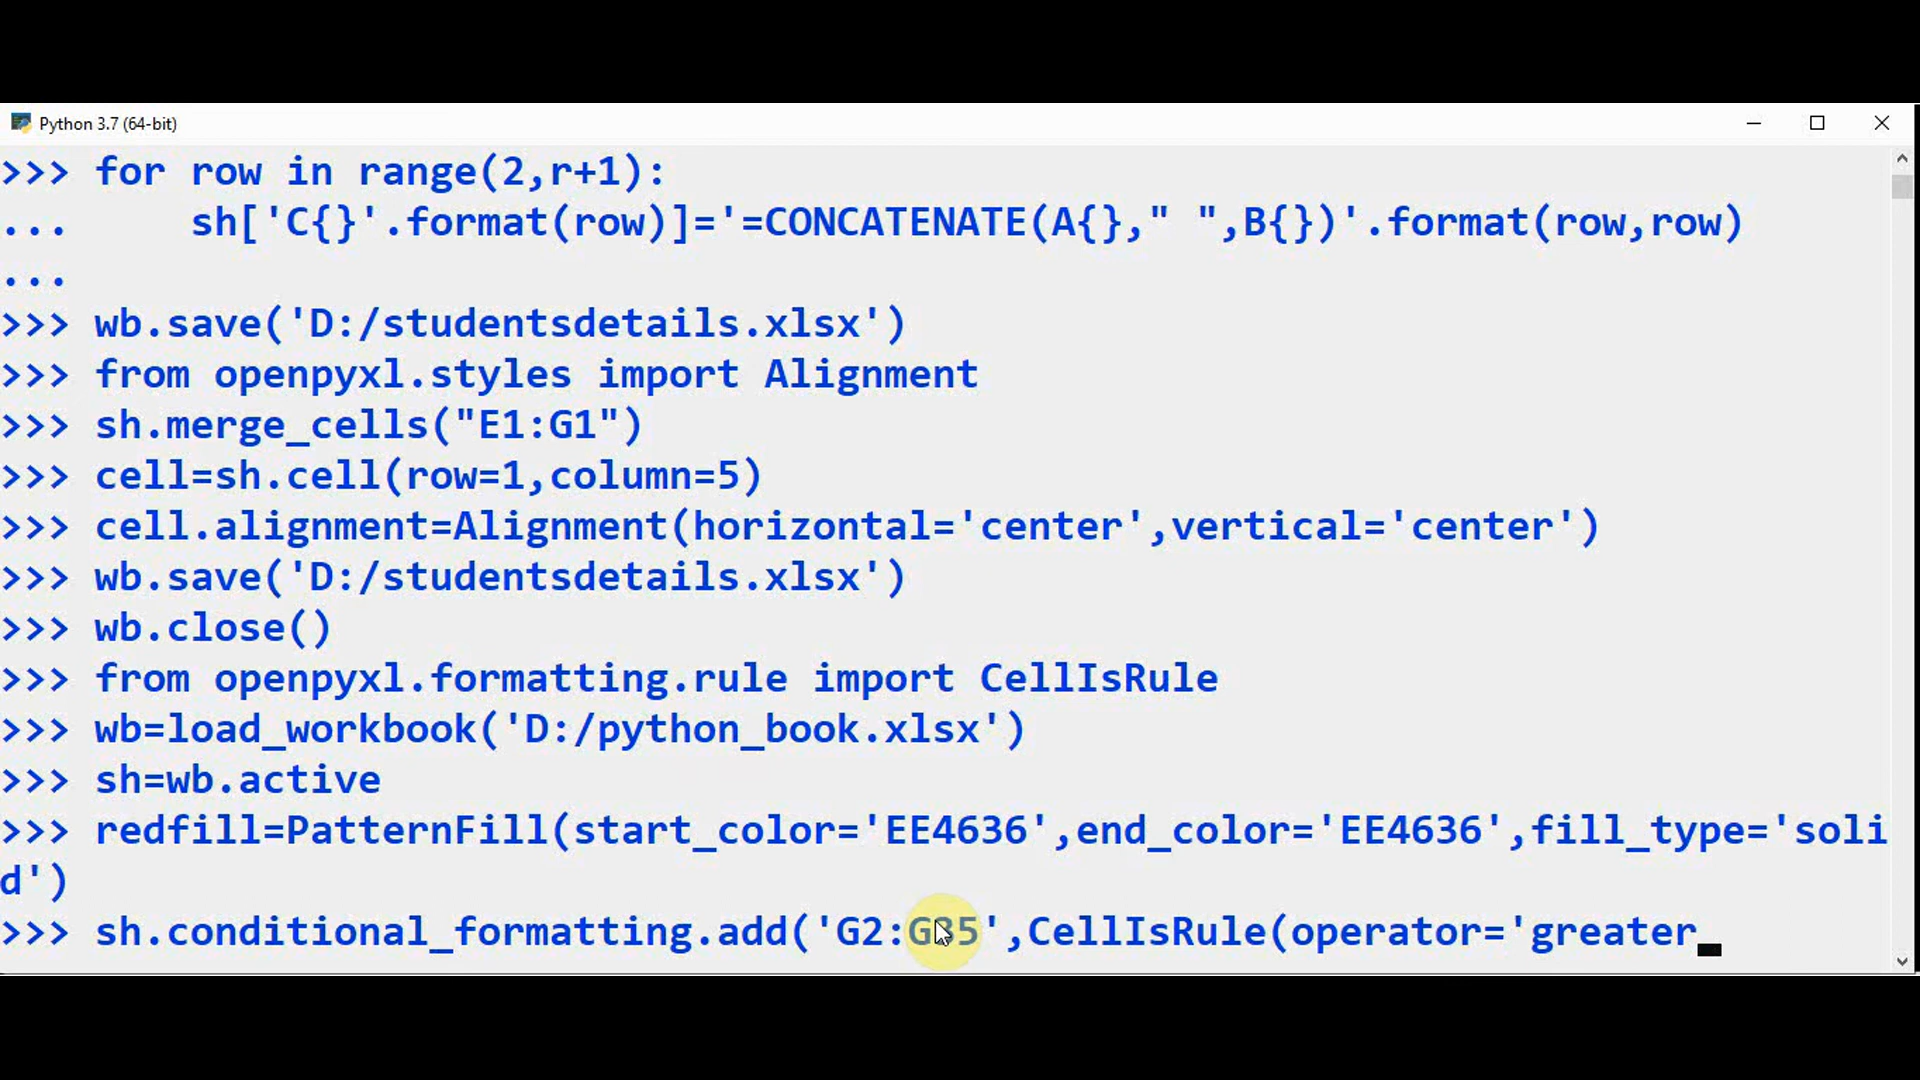 Python 3.7 (64-bit)
>>> for row in range(2,r+1):
...     sh['C{}'.format(row)]='=CONCATENATE(A{}," ",B{})'.format(row,row)
...
>>> wb.save('D:/studentsdetails.xlsx')
>>> from openpyxl.styles import Alignment
>>> sh.merge_cells("E1:G1")
>>> cell=sh.cell(row=1,column=5)
>>> cell.alignment=Alignment(horizontal='center',vertical='center')
>>> wb.save('D:/studentsdetails.xlsx')
>>> wb.close()
>>> from openpyxl.formatting.rule import CellIsRule
>>> wb=load_workbook('D:/python_book.xlsx')
>>> sh=wb.active
>>> redfill=PatternFill(start_color='EE4636',end_color='EE4636',fill_type='soli
d')
>>> sh.conditional_formatting.add('G2:G35',CellIsRule(operator='greater